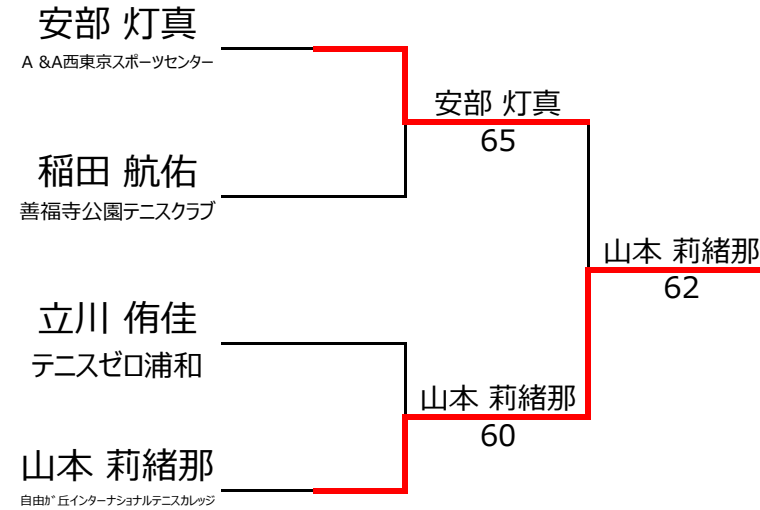 安部 灯真
A &A西東京スポーツセンター
安部 灯真
65
稲田 航佑
善福寺公園テニスクラブ
山本 莉緒那
62
立川 侑佳
テニスゼロ浦和
山本 莉緒那
60
山本 莉緒那
自由ガ丘インターナショナルテニスカレッジ